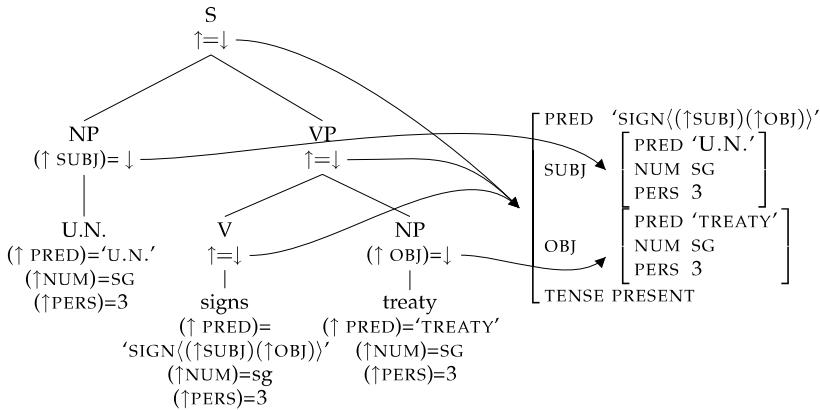 S
↑=↓
NP
(↑ SUBJ)= ↓
VP
↑=↓
U.N.
(↑ PRED)=‘U.N.’
(↑NUM)=SG
(↑PERS)=3
V
↑=↓
NP
(↑ OBJ)=↓
signs
(↑ PRED)=
‘SIGN⟨(↑SUBJ)(↑OBJ)⟩’
(↑NUM)=sg
(↑PERS)=3
treaty
(↑ PRED)=‘TREATY’
(↑NUM)=SG
(↑PERS)=3
PRED ‘SIGN⟨(↑SUBJ)(↑OBJ)⟩’
SUBJ
PRED ‘U.N.’
NUM SG
PERS 3
OBJ
PRED ‘TREATY’
NUM SG
PERS 3
TENSE PRESENT